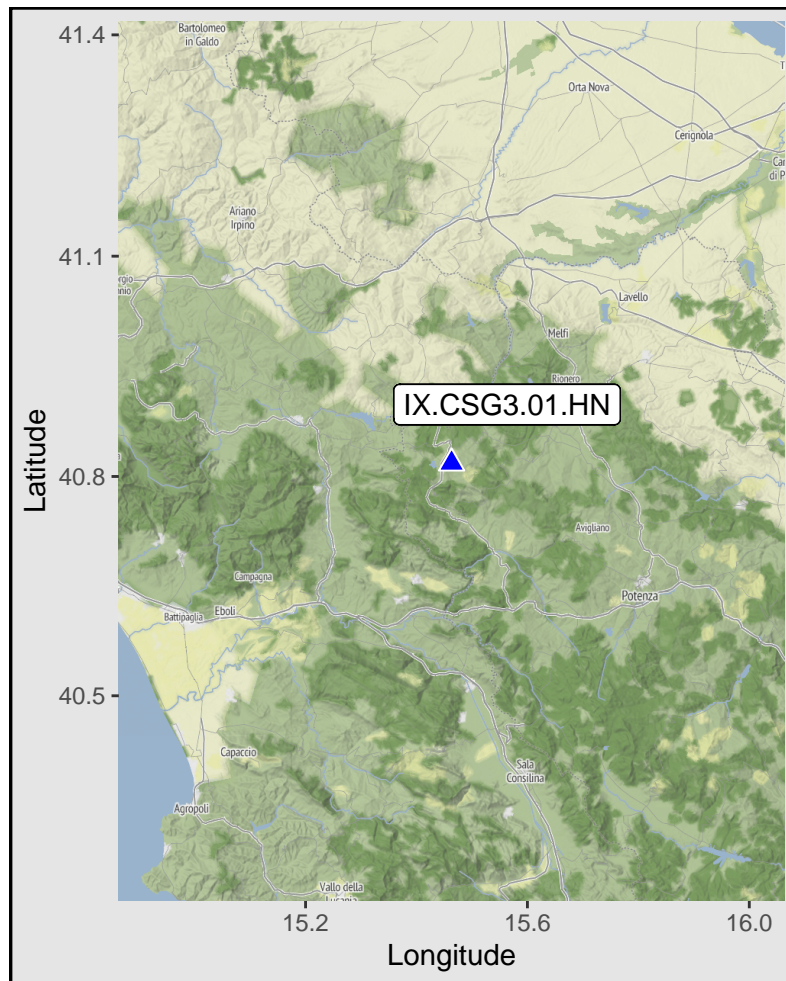 41.4
Bartolomeo
in Galdo
Orta Nova
Cerignola
Ariano
Irpino
41.1
Lavello
Melfi
Rionero
IX.CSG3.01.HN
Latitude
40.8
Avigliano
Campagna
Potenza
Eboli
Battipaglia
40.5
Capaccio
Sala
Consilina
Agropoli
Vallo della
Lucania
15.2
15.6
16.0
Longitude